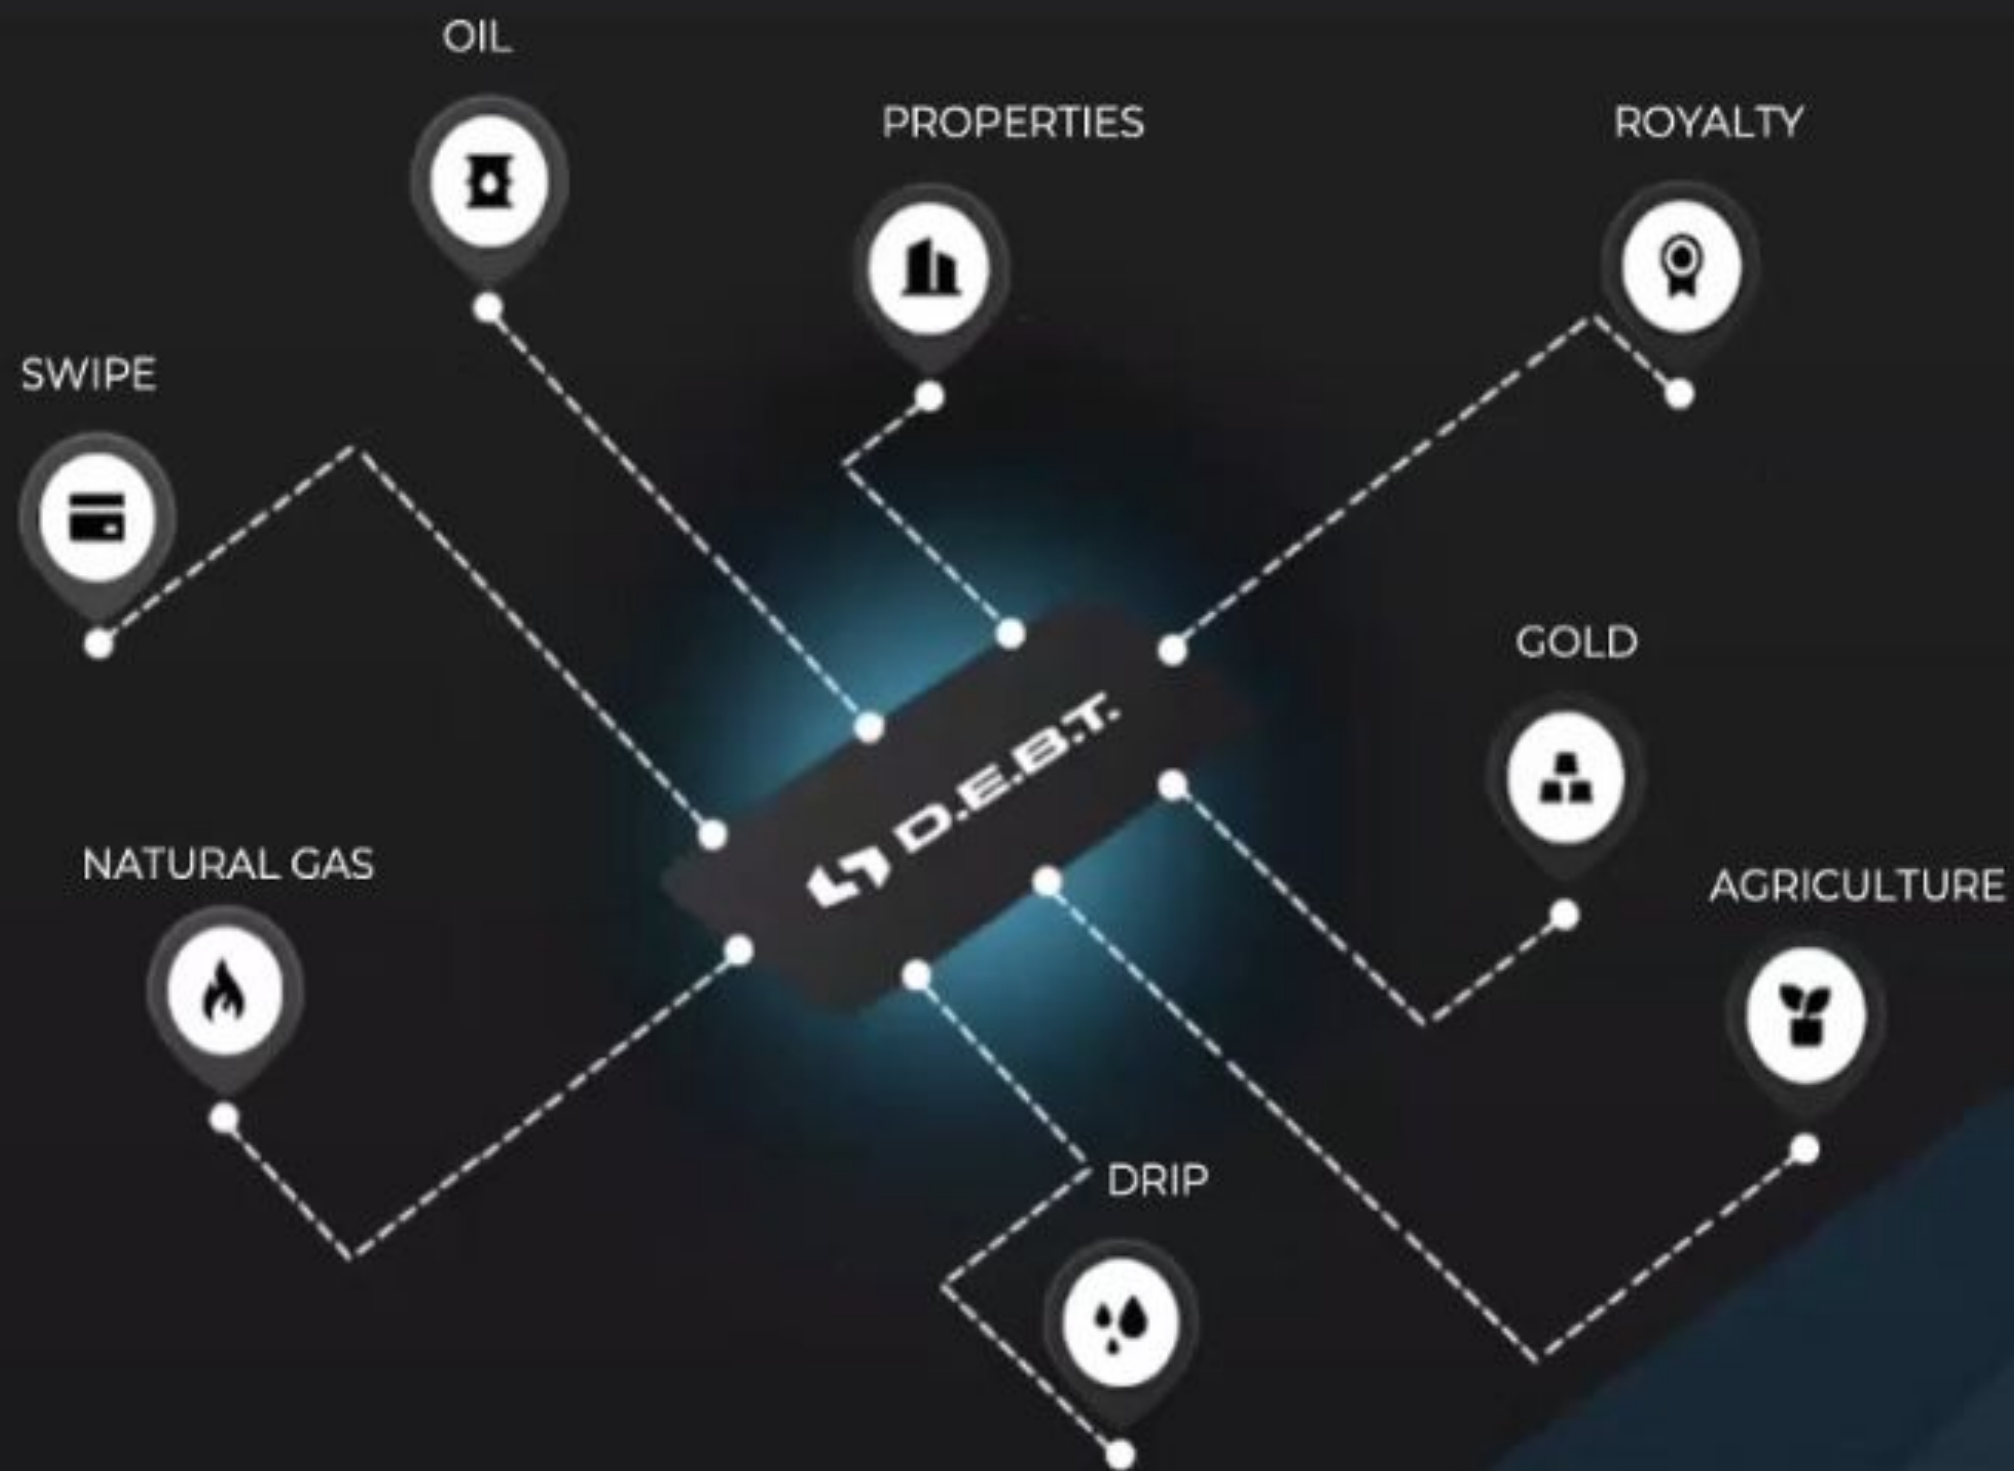 OIL
PROPERTIES
ROYALTY
SWIPE
GOLD
D.E.B.T.
NATURAL GAS
AGRICULTURE
DRIP